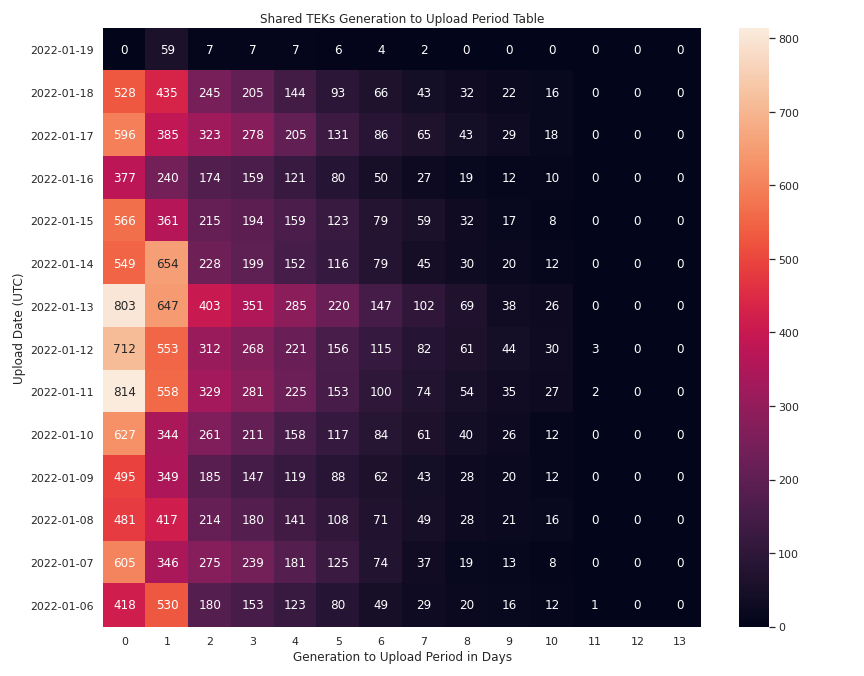 Shared TEKs Generation to Upload Period Table
Upload Date (UTC)
2022-01-19 0 59 7 7 7 6 4 2 0 0 0 0 0 0
2022-01-18 528 435 245 205 144 93 66 43 32 22 16 0 0 0
2022-01-17 596 385 323 278 205 131 86 65 43 29 18 0 0 0
2022-01-16 377 240 174 159 121 80 50 27 19 12 10 0 0 0
2022-01-15 566 361 215 194 159 123 79 59 32 17 8 0 0 0
2022-01-14 549 654 228 199 152 116 79 45 30 20 12 0 0 0
2022-01-13 803 647 403 351 285 220 147 102 69 38 26 0 0 0
2022-01-12 712 553 312 268 221 156 115 82 61 44 30 3 0 0
2022-01-11 814 558 329 281 225 153 100 74 54 35 27 2 0 0
2022-01-10 627 344 261 211 158 117 84 61 40 26 12 0 0 0
2022-01-09 495 349 185 147 119 88 62 43 28 20 12 0 0 0
2022-01-08 481 417 214 180 141 108 71 49 28 21 16 0 0 0
2022-01-07 605 346 275 239 181 125 74 37 19 13 8 0 0 0
2022-01-06 418 530 180 153 123 80 49 29 20 16 12 1 0 0
0 1 2 3 4 5 6 7 8 9 10 11 12 13
Generation to Upload Period in Days
800
700
600
500
400
300
200
100
0